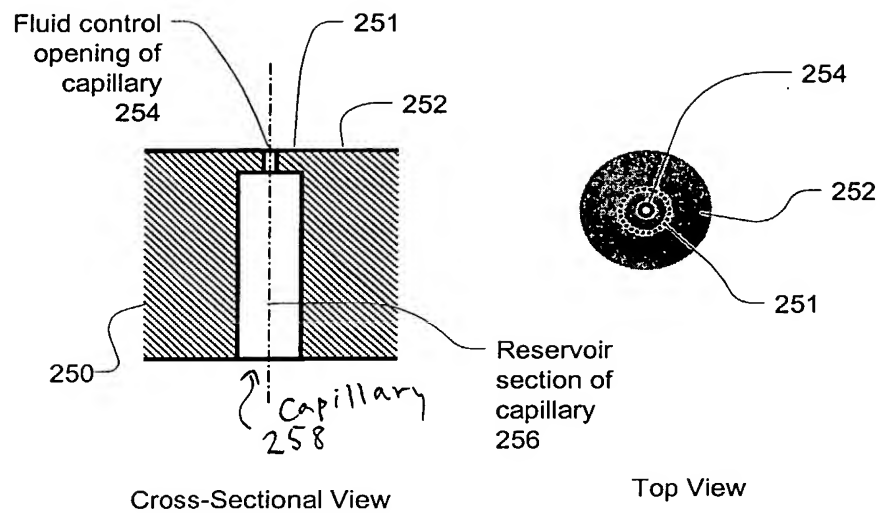 Fluid control
opening of
capillary
254
251
252
250
Capillary
258
Reservoir
section of
capillary
256
Cross-Sectional View
254
252
251
Top View